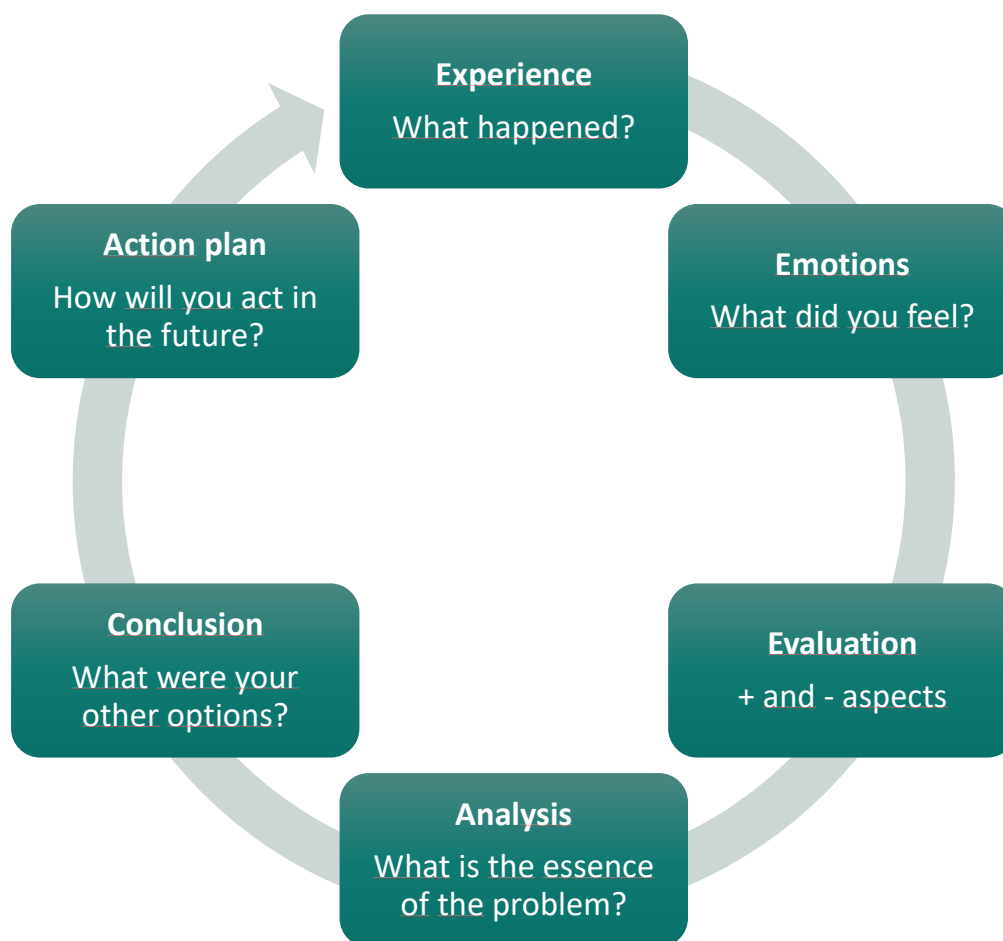 Experience
What happened?
Emotions
What did you feel?
Evaluation
+ and - aspects
Analysis
What is the essence
of the problem?
Conclusion
What were your
other options?
Action plan
How will you act in
the future?